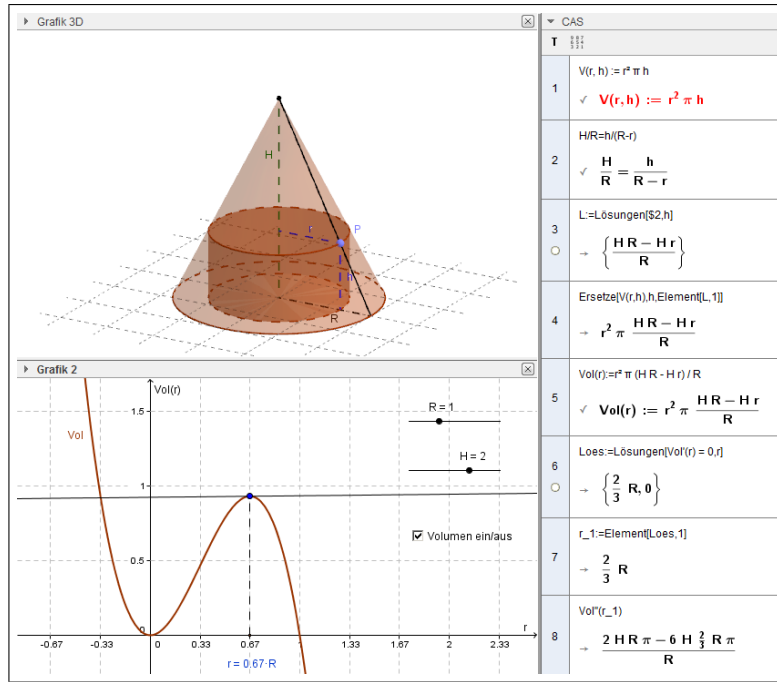 Grafik 3D
H
r
P
h
R
Grafik 2
Vol(r)
Vol
1.5
1
0.5
0
R = 1
H = 2
Volumen ein/aus
-0.67 -0.33 0 0.33 0.67 1 1.33 1.67 2 2.33
r
r = 0.67·R
CAS
T
1
V(r, h) := r² π h
✓ V(r, h) := r² π h
2
H/R=h/(R-r)
✓ H/R = h/(R − r)
3
L:=Lösungen[$2,h]
→ {(H R − H r)/R}
4
Ersetze[V(r,h),h,Element[L,1]]
→ r² π (H R − H r)/R
5
Vol(r):=r² π (H R - H r) / R
✓ Vol(r) := r² π (H R − H r)/R
6
Loes:=Lösungen[Vol'(r) = 0,r]
→ {2/3 R, 0}
7
r_1:=Element[Loes,1]
→ 2/3 R
8
Vol''(r_1)
→ (2 H R π − 6 H 2/3 R π)/R